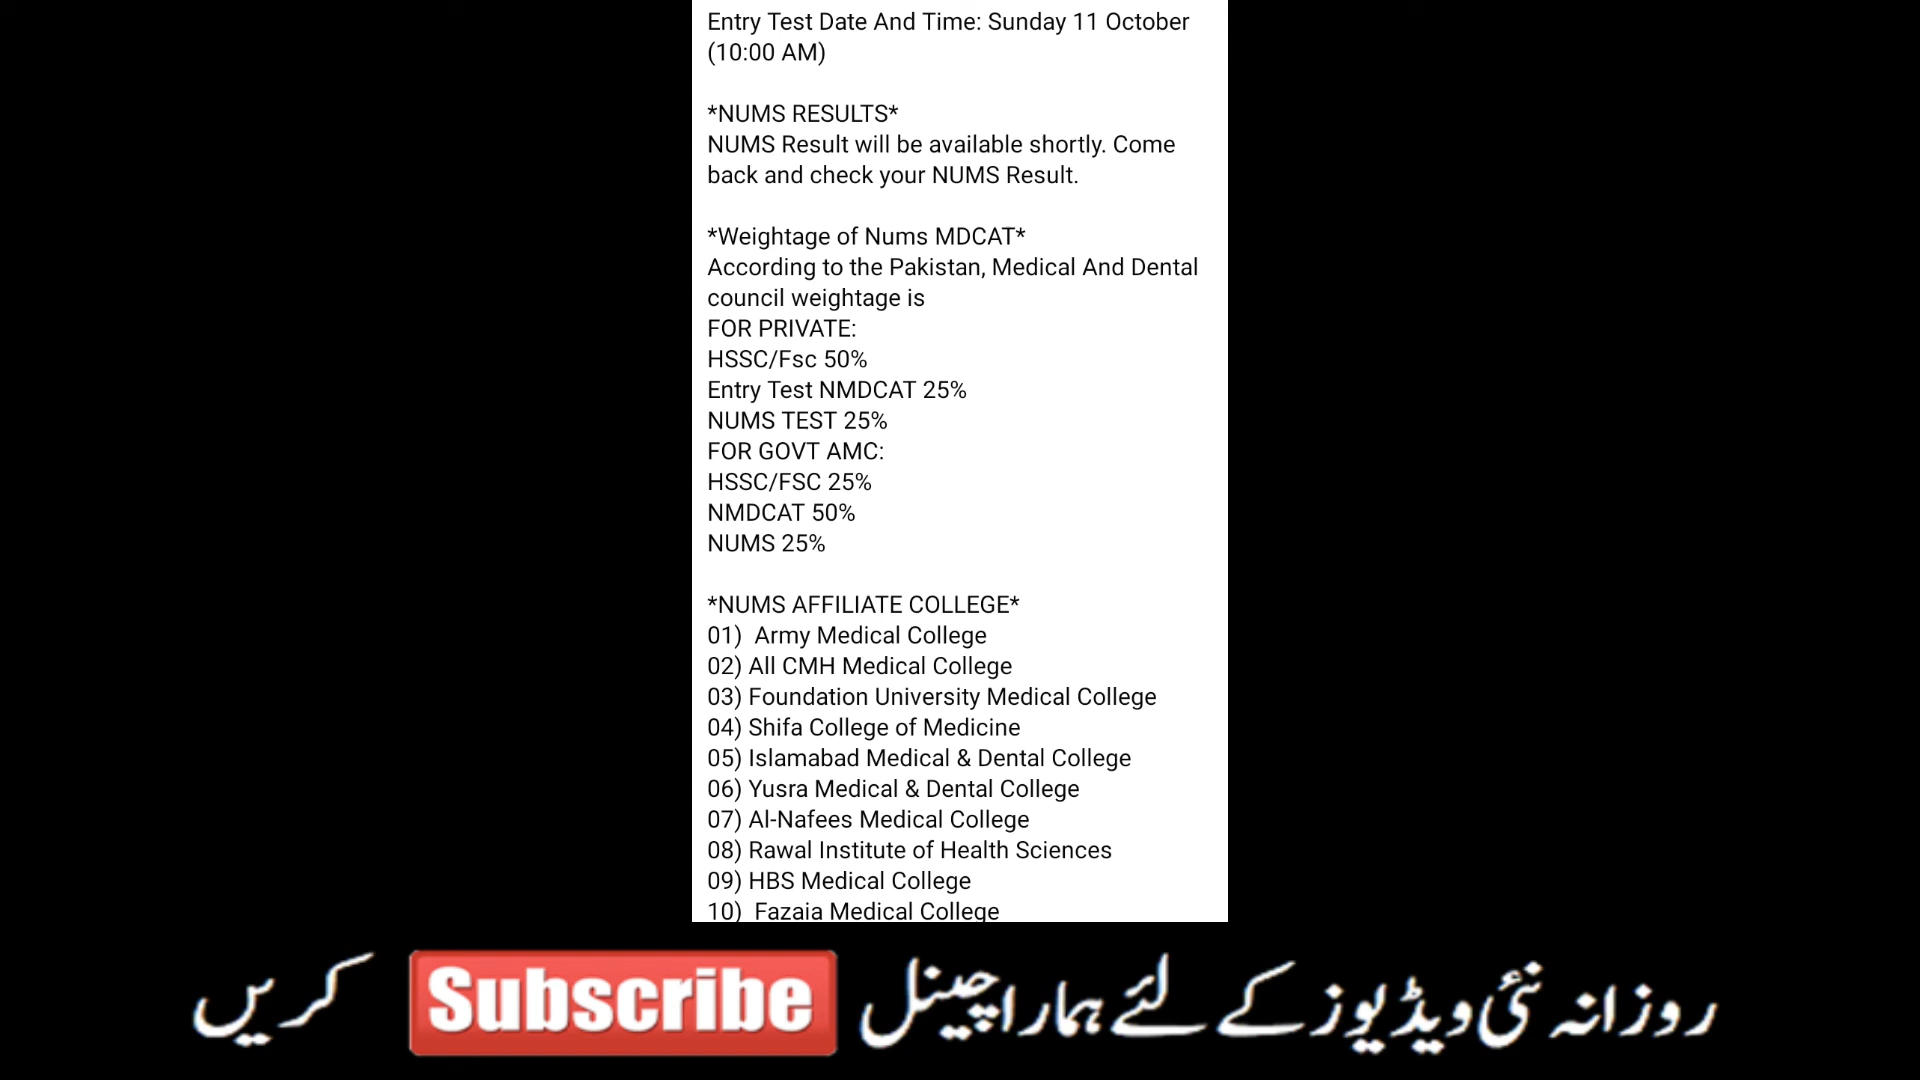 Entry Test Date And Time: Sunday 11 October
(10:00 AM)
*NUMS RESULTS*
NUMS Result will be available shortly. Come
back and check your NUMS Result.
*Weightage of Nums MDCAT*
According to the Pakistan, Medical And Dental
council weightage is
FOR PRIVATE:
HSSC/Fsc 50%
Entry Test NMDCAT 25%
NUMS TEST 25%
FOR GOVT AMC:
HSSC/FSC 25%
NMDCAT 50%
NUMS 25%
*NUMS AFFILIATE COLLEGE*
01)  Army Medical College
02) All CMH Medical College
03) Foundation University Medical College
04) Shifa College of Medicine
05) Islamabad Medical & Dental College
06) Yusra Medical & Dental College
07) Al-Nafees Medical College
08) Rawal Institute of Health Sciences
09) HBS Medical College
10)  Fazaia Medical College
روزانہ نئی ویڈیوز کے لئے ہمارا چینل Subscribe کریں